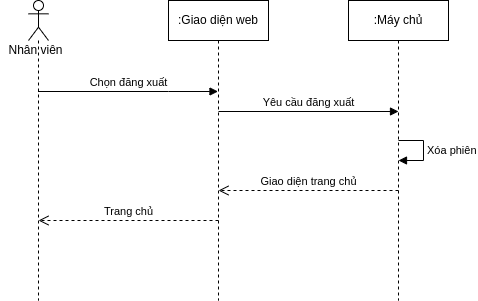 :Giao diện web
:Máy chủ
Nhân viên
Chọn đăng xuất
Yêu cầu đăng xuất
Xóa phiên
Giao diện trang chủ
Trang chủ